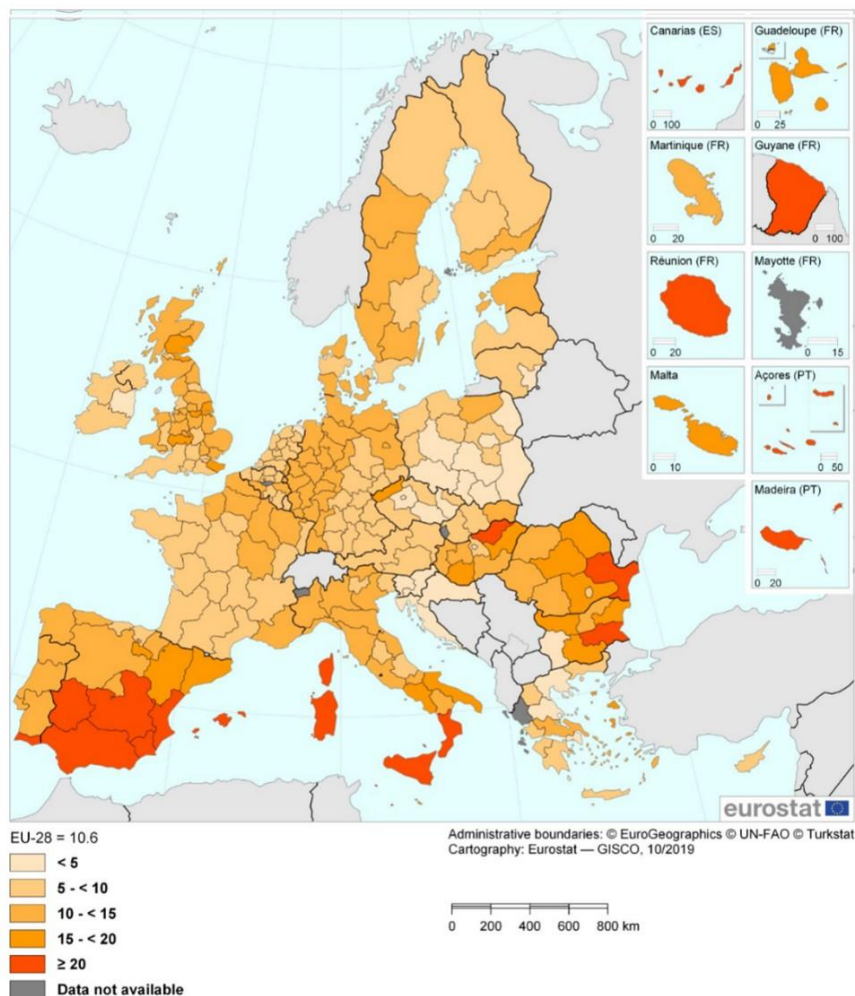 Canarias (ES)
0 100
Guadeloupe (FR)
0 25
Martinique (FR)
0 20
Guyane (FR)
0 100
Réunion (FR)
0 20
Mayotte (FR)
0 15
Malta
0 10
Açores (PT)
0 50
Madeira (PT)
0 20
eurostat
EU-28 = 10.6
< 5
5 - < 10
10 - < 15
15 - < 20
≥ 20
Data not available
Administrative boundaries: © EuroGeographics © UN-FAO © Turkstat
Cartography: Eurostat — GISCO, 10/2019
0 200 400 600 800 km